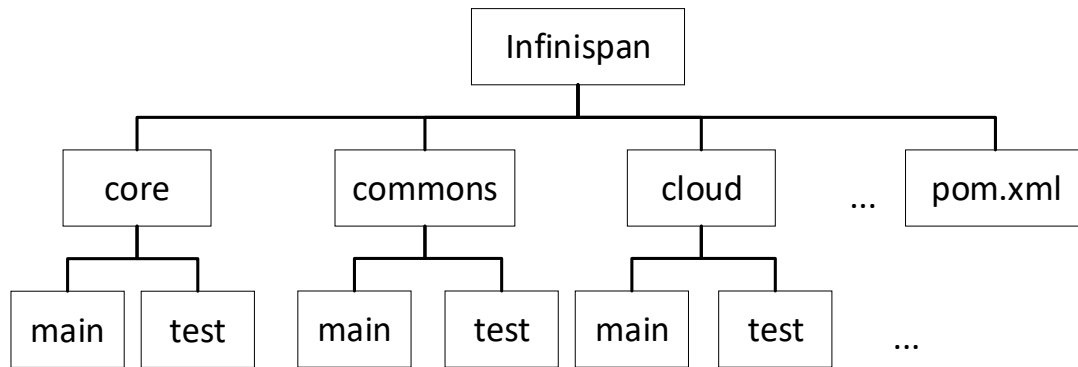 Infinispan
core commons cloud ... pom.xml
main test main test main test ...